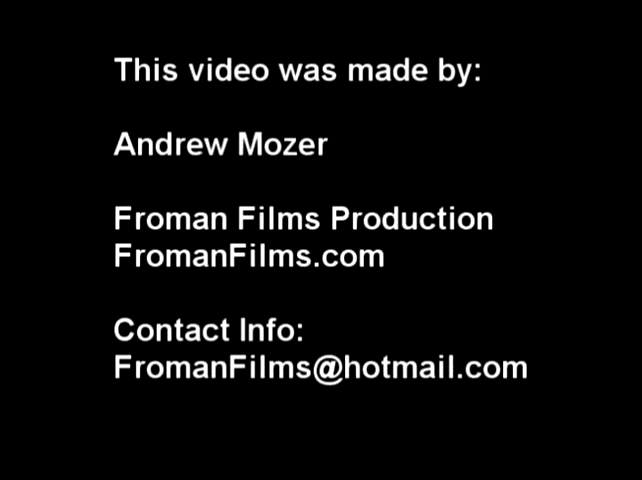 This video was made by:
Andrew Mozer
Froman Films Production
FromanFilms.com
Contact Info:
FromanFilms@hotmail.com